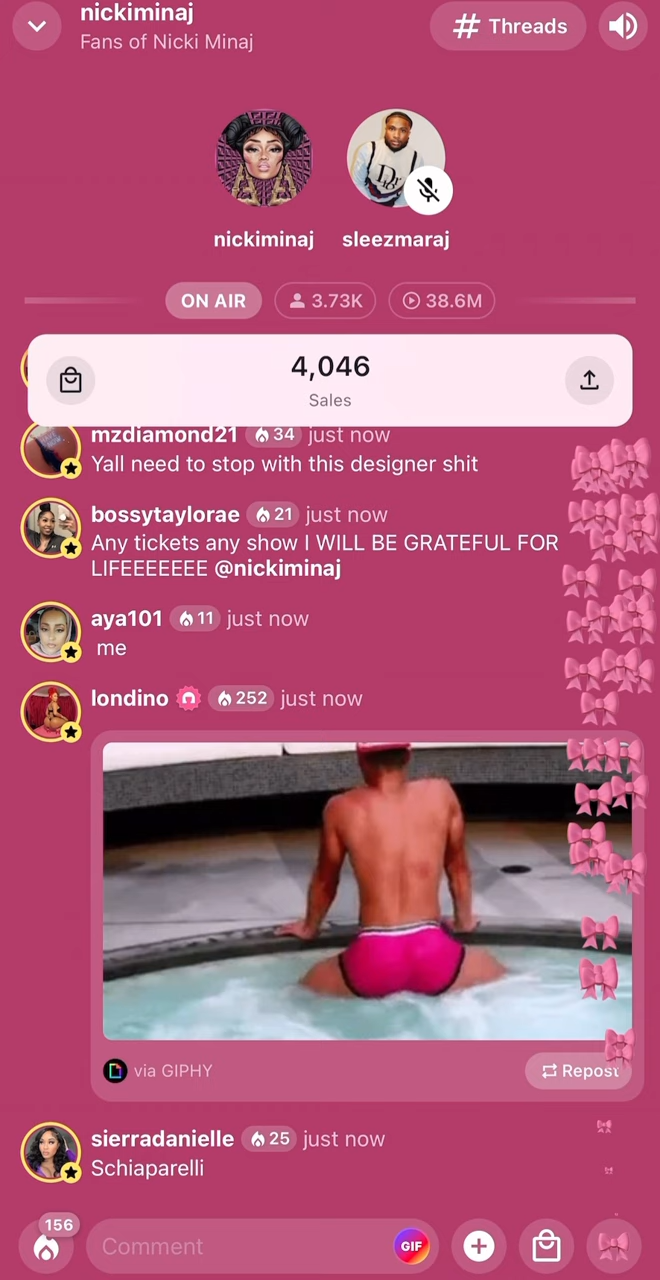 nickiminaj
Fans of Nicki Minaj
# Threads
nickiminaj
sleezmaraj
ON AIR
3.73K
38.6M
4,046
Sales
mzdiamond21 34 just now
Yall need to stop with this designer shit
bossytaylorae 21 just now
Any tickets any show I WILL BE GRATEFUL FOR
LIFEEEEEEE @nickiminaj
aya101 11 just now
me
londino 252 just now
via GIPHY
Repost
sierradanielle 25 just now
Schiaparelli
156
Comment
GIF